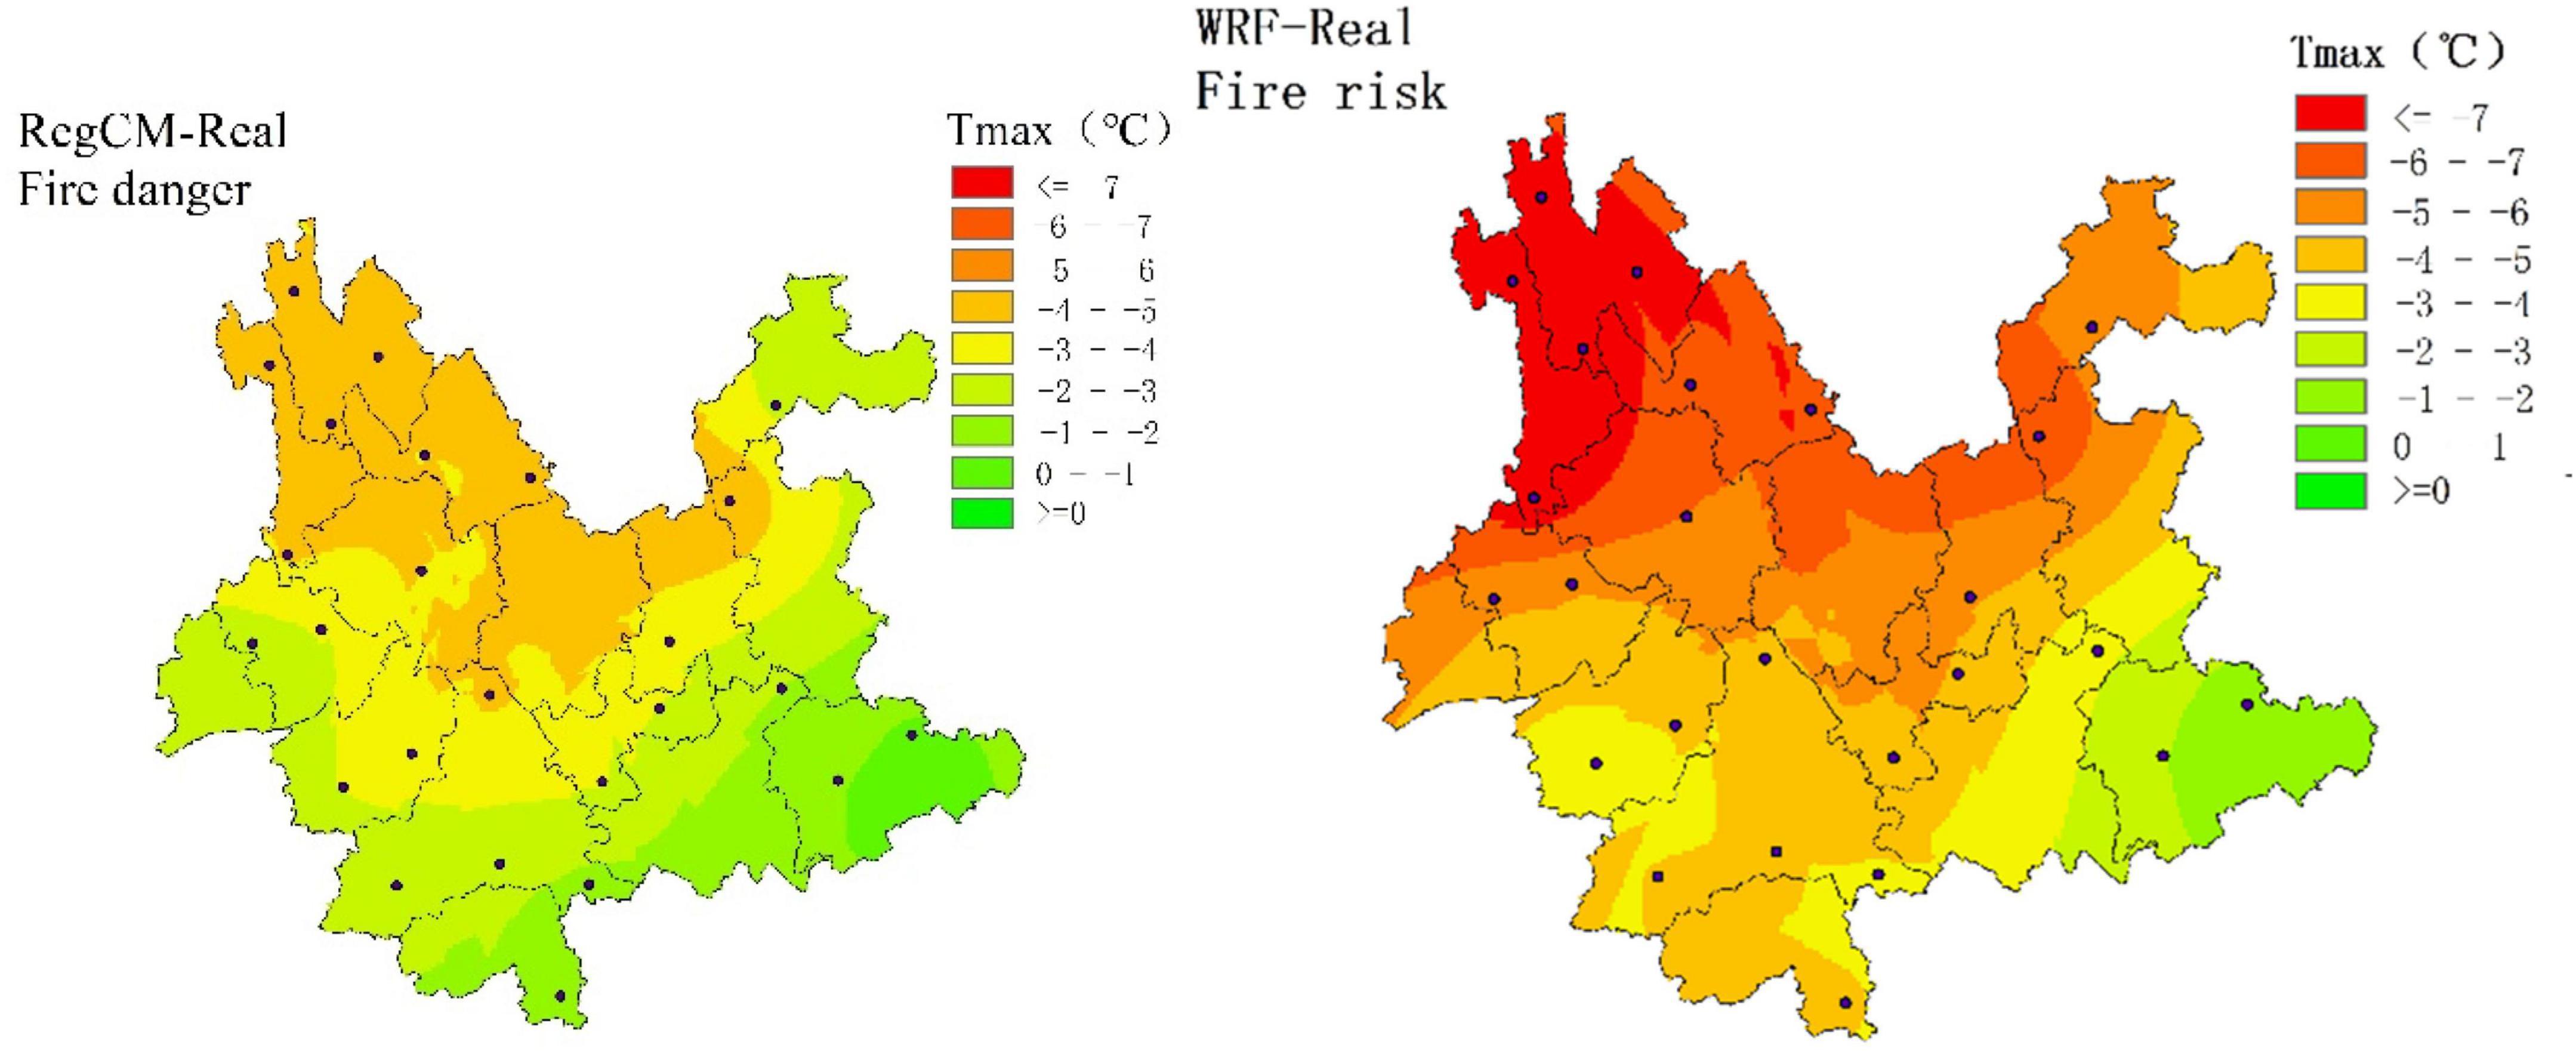 RegCM-Real
Fire danger
Tmax (℃)
<= 7
-6 -7
5 6
-4 - -5
-3 - -4
-2 - -3
-1 - -2
0 - -1
>=0
WRF-Real
Fire risk
Tmax (℃)
<= -7
-6 - -7
-5 - -6
-4 - -5
-3 - -4
-2 - -3
-1 - -2
0 1
>=0